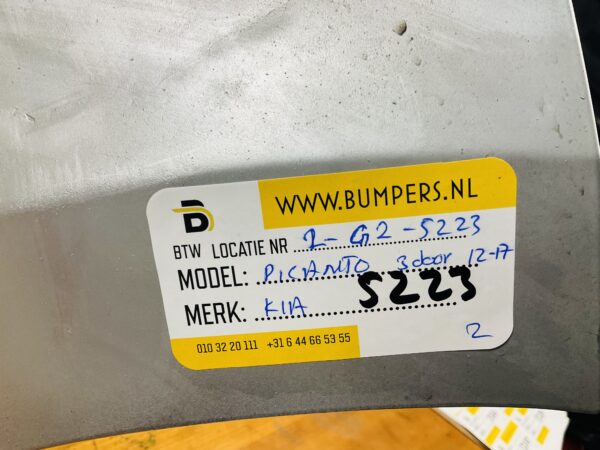 WWW.BUMPERS.NL
B
BTW LOCATIE NR 2-G2-5223
MODEL: PICANTO 3door 12-17
MERK: KIA 5223
010 32 20 111 +31 6 44 66 53 55
2